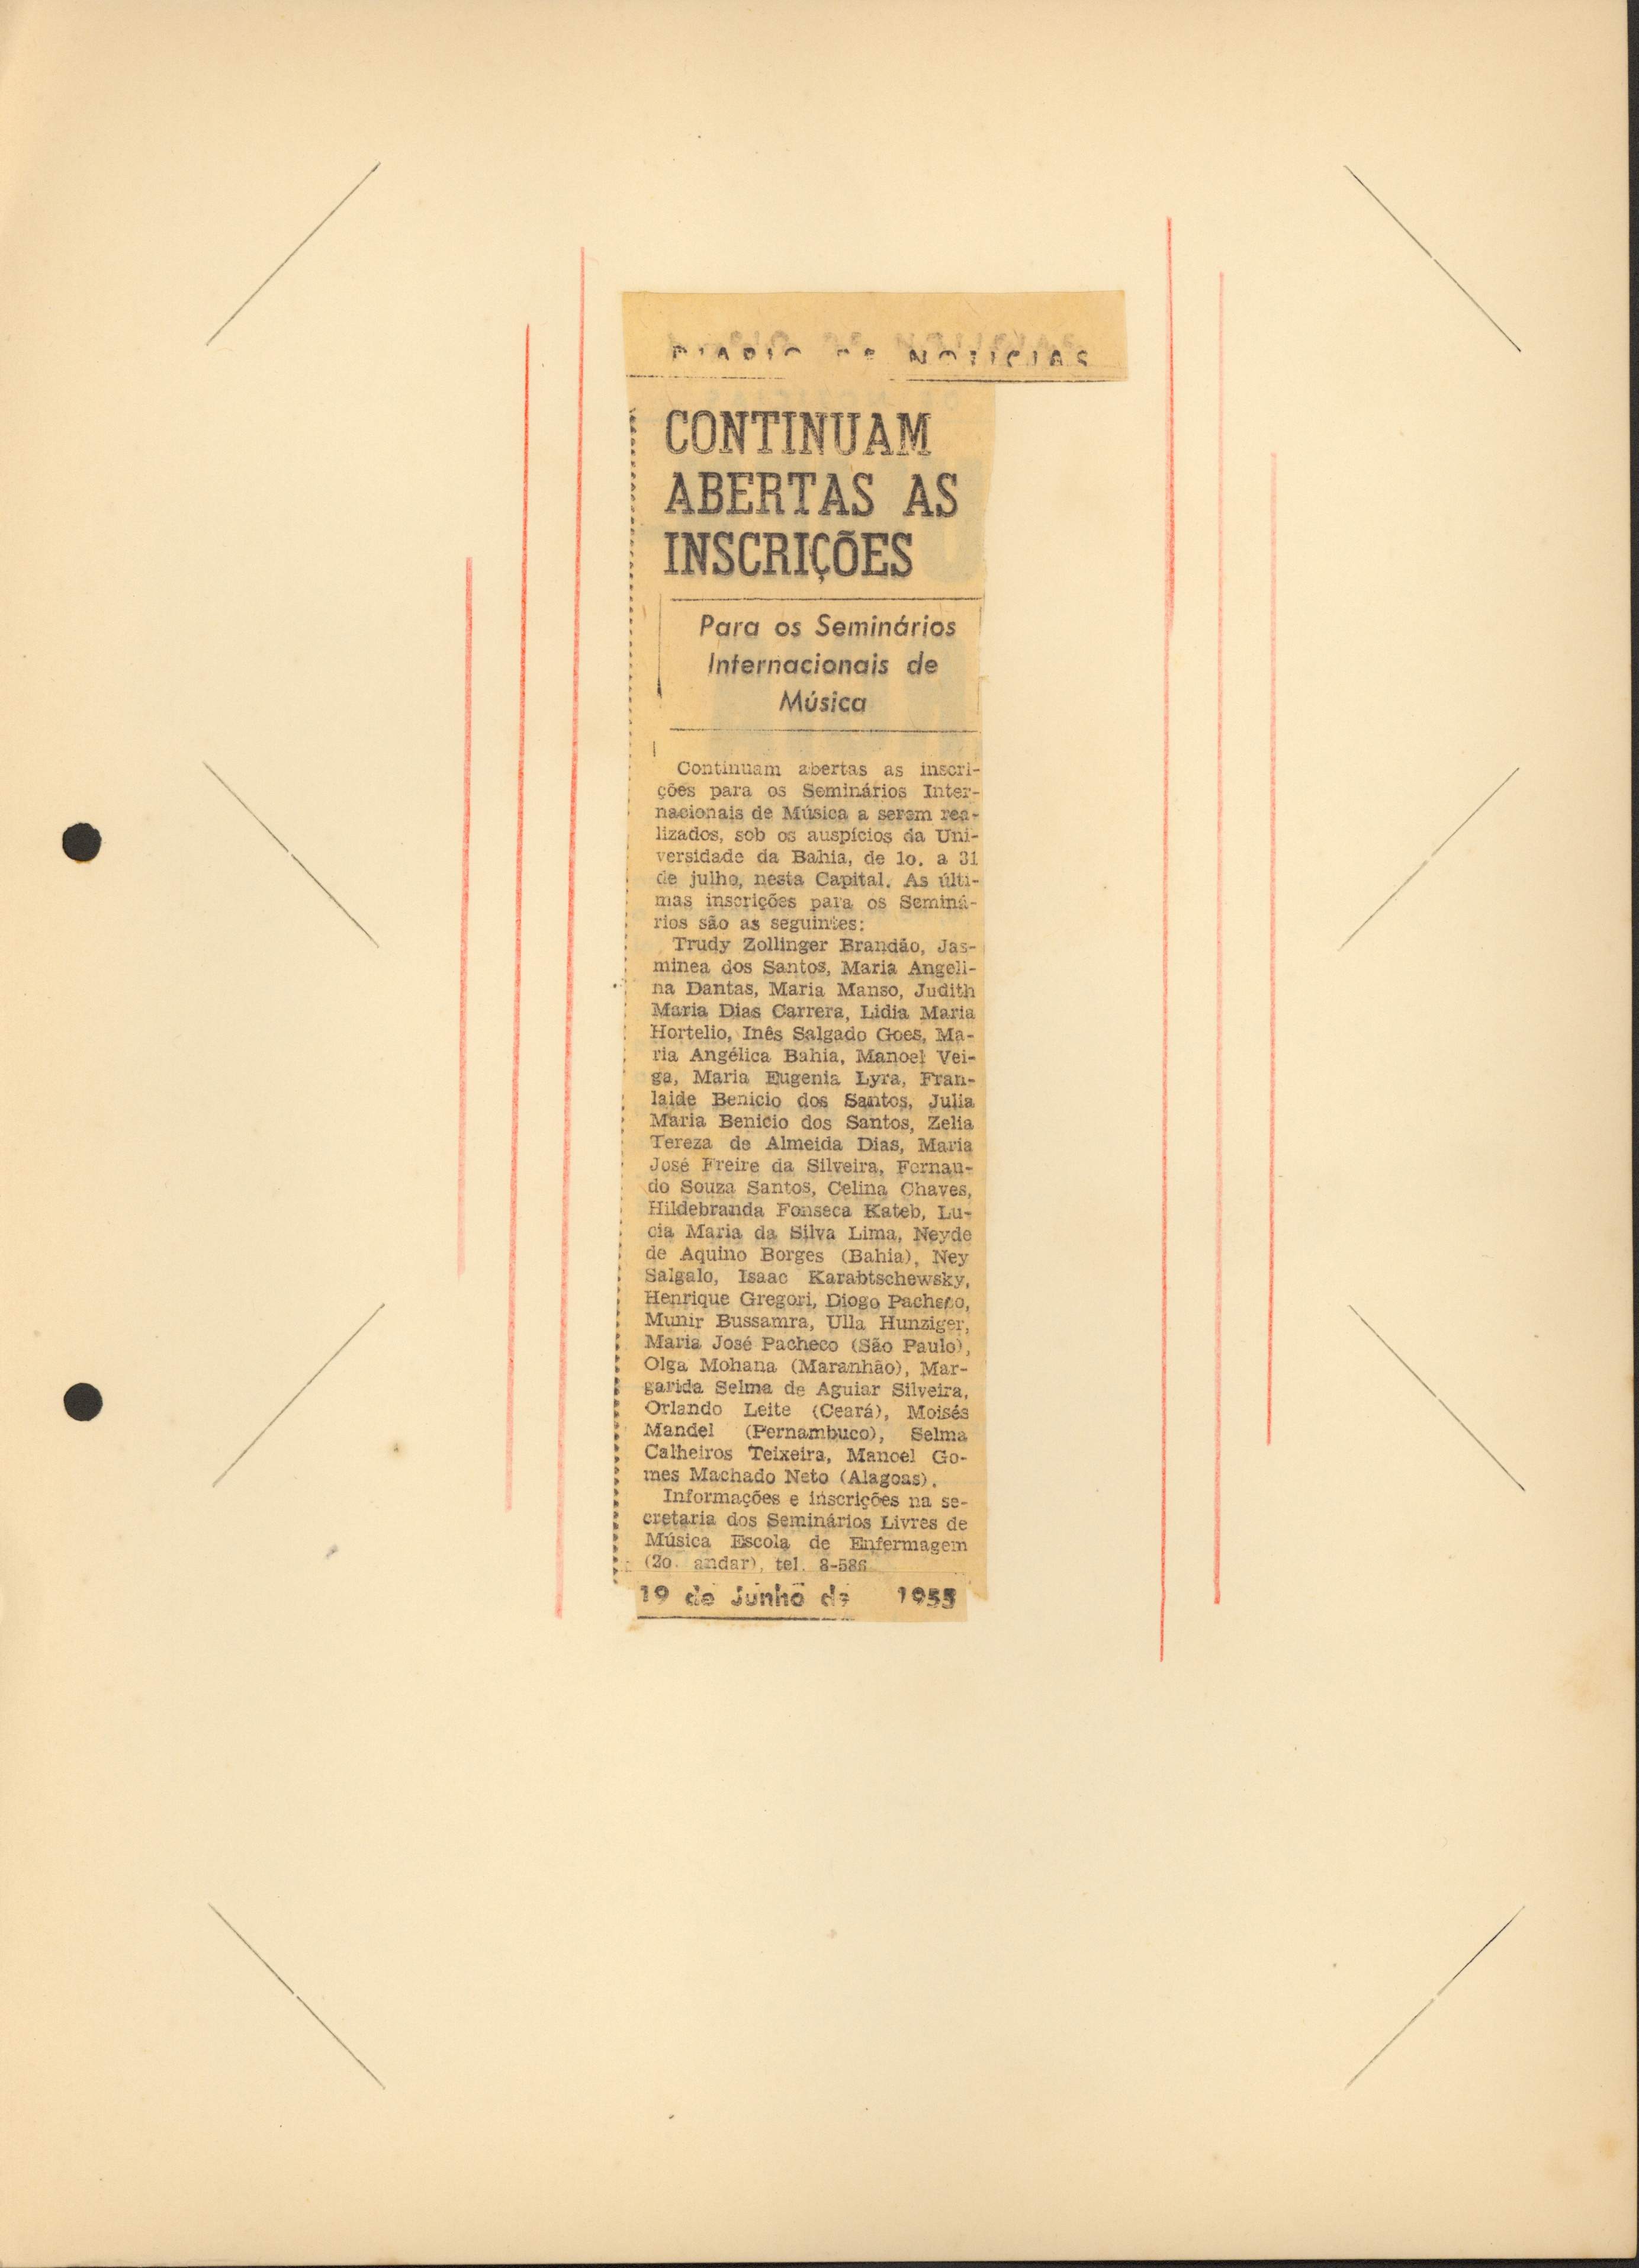 DIARIO DE NOTICIAS
CONTINUAM
ABERTAS AS
INSCRIÇÕES
Para os Seminários
Internacionais de
Música
Continuam abertas as inscri-
ções para os Seminários Inter-
nacionais de Música a serem rea-
lizados, sob os auspícios da Uni-
versidade da Bahia, de 1o. a 31
de julho, nesta Capital. As últi-
mas inscrições para os Seminá-
rios são as seguintes:
Trudy Zollinger Brandão, Jas-
minea dos Santos, Maria Angeli-
na Dantas, Maria Manso, Judith
Maria Dias Carrera, Lidia Maria
Hortelio, Inês Salgado Goes, Ma-
ria Angélica Bahia, Manoel Vei-
ga, Maria Eugenia Lyra, Fran-
laide Benicio dos Santos, Julia
Maria Benicio dos Santos, Zelia
Tereza de Almeida Dias, Maria
José Freire da Silveira, Fernan-
do Souza Santos, Celina Chaves,
Hildebranda Fonseca Kateb, Lu-
cia Maria da Silva Lima, Neyde
de Aquino Borges (Bahia), Ney
Salgalo, Isaac Karabtschewsky,
Henrique Gregori, Diogo Pacheco,
Munir Bussamra, Ulla Hunziger,
Maria José Pacheco (São Paulo),
Olga Mohana (Maranhão), Mar-
garida Selma de Aguiar Silveira,
Orlando Leite (Ceará), Moisés
Mandel (Pernambuco), Selma
Calheiros Teixeira, Manoel Go-
mes Machado Neto (Alagoas).
Informações e inscrições na se-
cretaria dos Seminários Livres de
Música Escola de Enfermagem
(2o. andar), tel. 8-586
19 de Junho de 1955